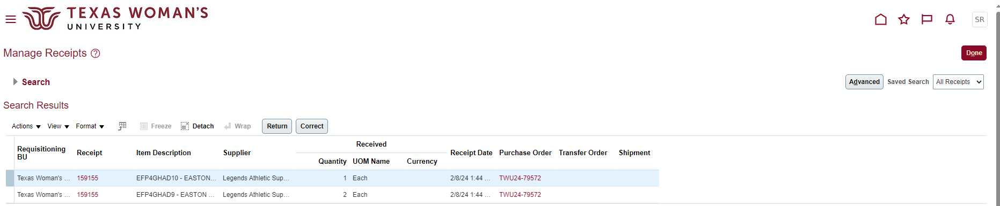 TEXAS WOMAN'S
UNIVERSITY
SR
Manage Receipts ?
Done
Search
Advanced Saved Search All Receipts
Search Results
Actions View Format Freeze Detach Wrap Return Correct
Requisitioning BU Receipt Item Description Supplier Received Receipt Date Purchase Order Transfer Order Shipment
Quantity UOM Name Currency
Texas Woman's ... 159155 EFP4GHAD10 - EASTON... Legends Athletic Sup... 1 Each 2/8/24 1:44 ... TWU24-79572
Texas Woman's ... 159155 EFP4GHAD9 - EASTON ... Legends Athletic Sup... 2 Each 2/8/24 1:44 ... TWU24-79572